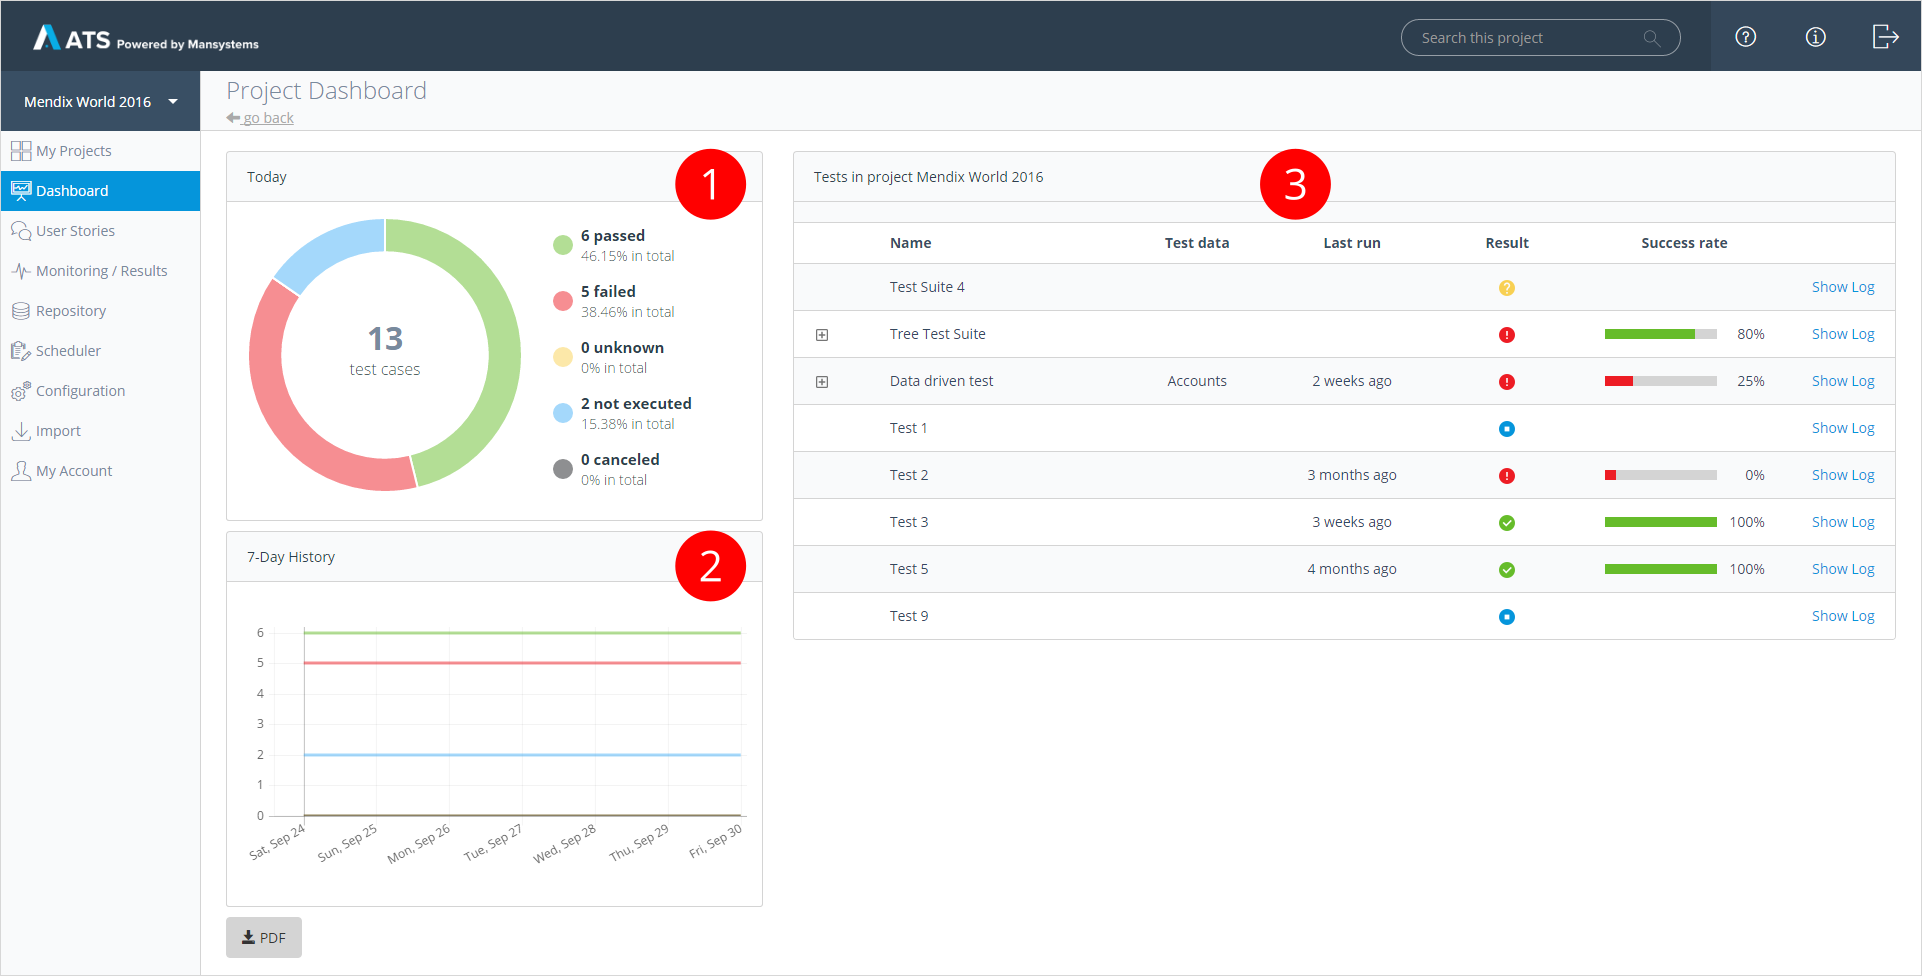 ATS Powered by Mansystems
Search this project
Mendix World 2016
Project Dashboard
go back
My Projects
Dashboard
User Stories
Monitoring / Results
Repository
Scheduler
Configuration
Import
My Account
Today
1
13
test cases
6 passed
46.15% in total
5 failed
38.46% in total
0 unknown
0% in total
2 not executed
15.38% in total
0 canceled
0% in total
7-Day History
2
6
5
4
3
2
1
0
Sat, Sep 24
Sun, Sep 25
Mon, Sep 26
Tue, Sep 27
Wed, Sep 28
Thu, Sep 29
Fri, Sep 30
PDF
Tests in project Mendix World 2016
3
Name Test data Last run Result Success rate
Test Suite 4 Show Log
Tree Test Suite 80% Show Log
Data driven test Accounts 2 weeks ago 25% Show Log
Test 1 Show Log
Test 2 3 months ago 0% Show Log
Test 3 3 weeks ago 100% Show Log
Test 5 4 months ago 100% Show Log
Test 9 Show Log